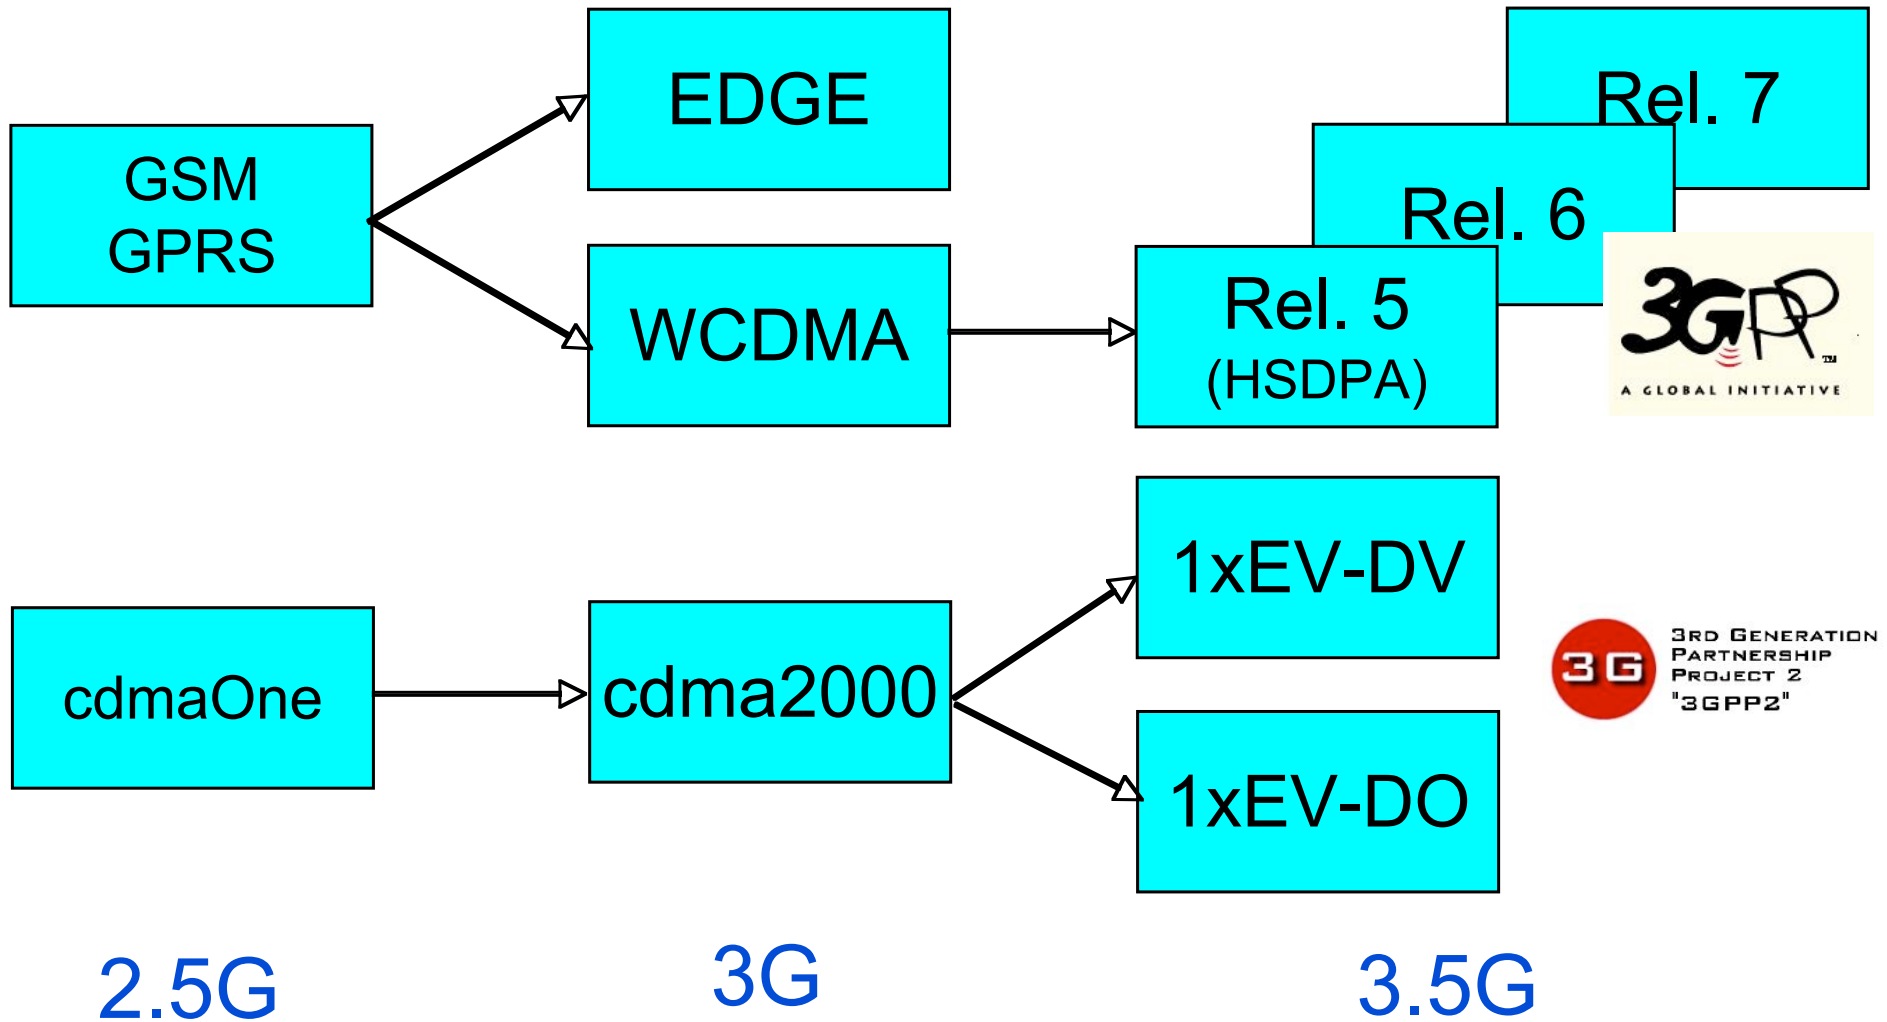 EDGE
Rel. 7
GSM
GPRS
Rel. 6
WCDMA
Rel. 5
(HSDPA)
3GPP
TM
A GLOBAL INITIATIVE
1xEV-DV
cdmaOne
cdma2000
3G
3RD GENERATION
PARTNERSHIP
PROJECT 2
"3GPP2"
1xEV-DO
2.5G
3G
3.5G